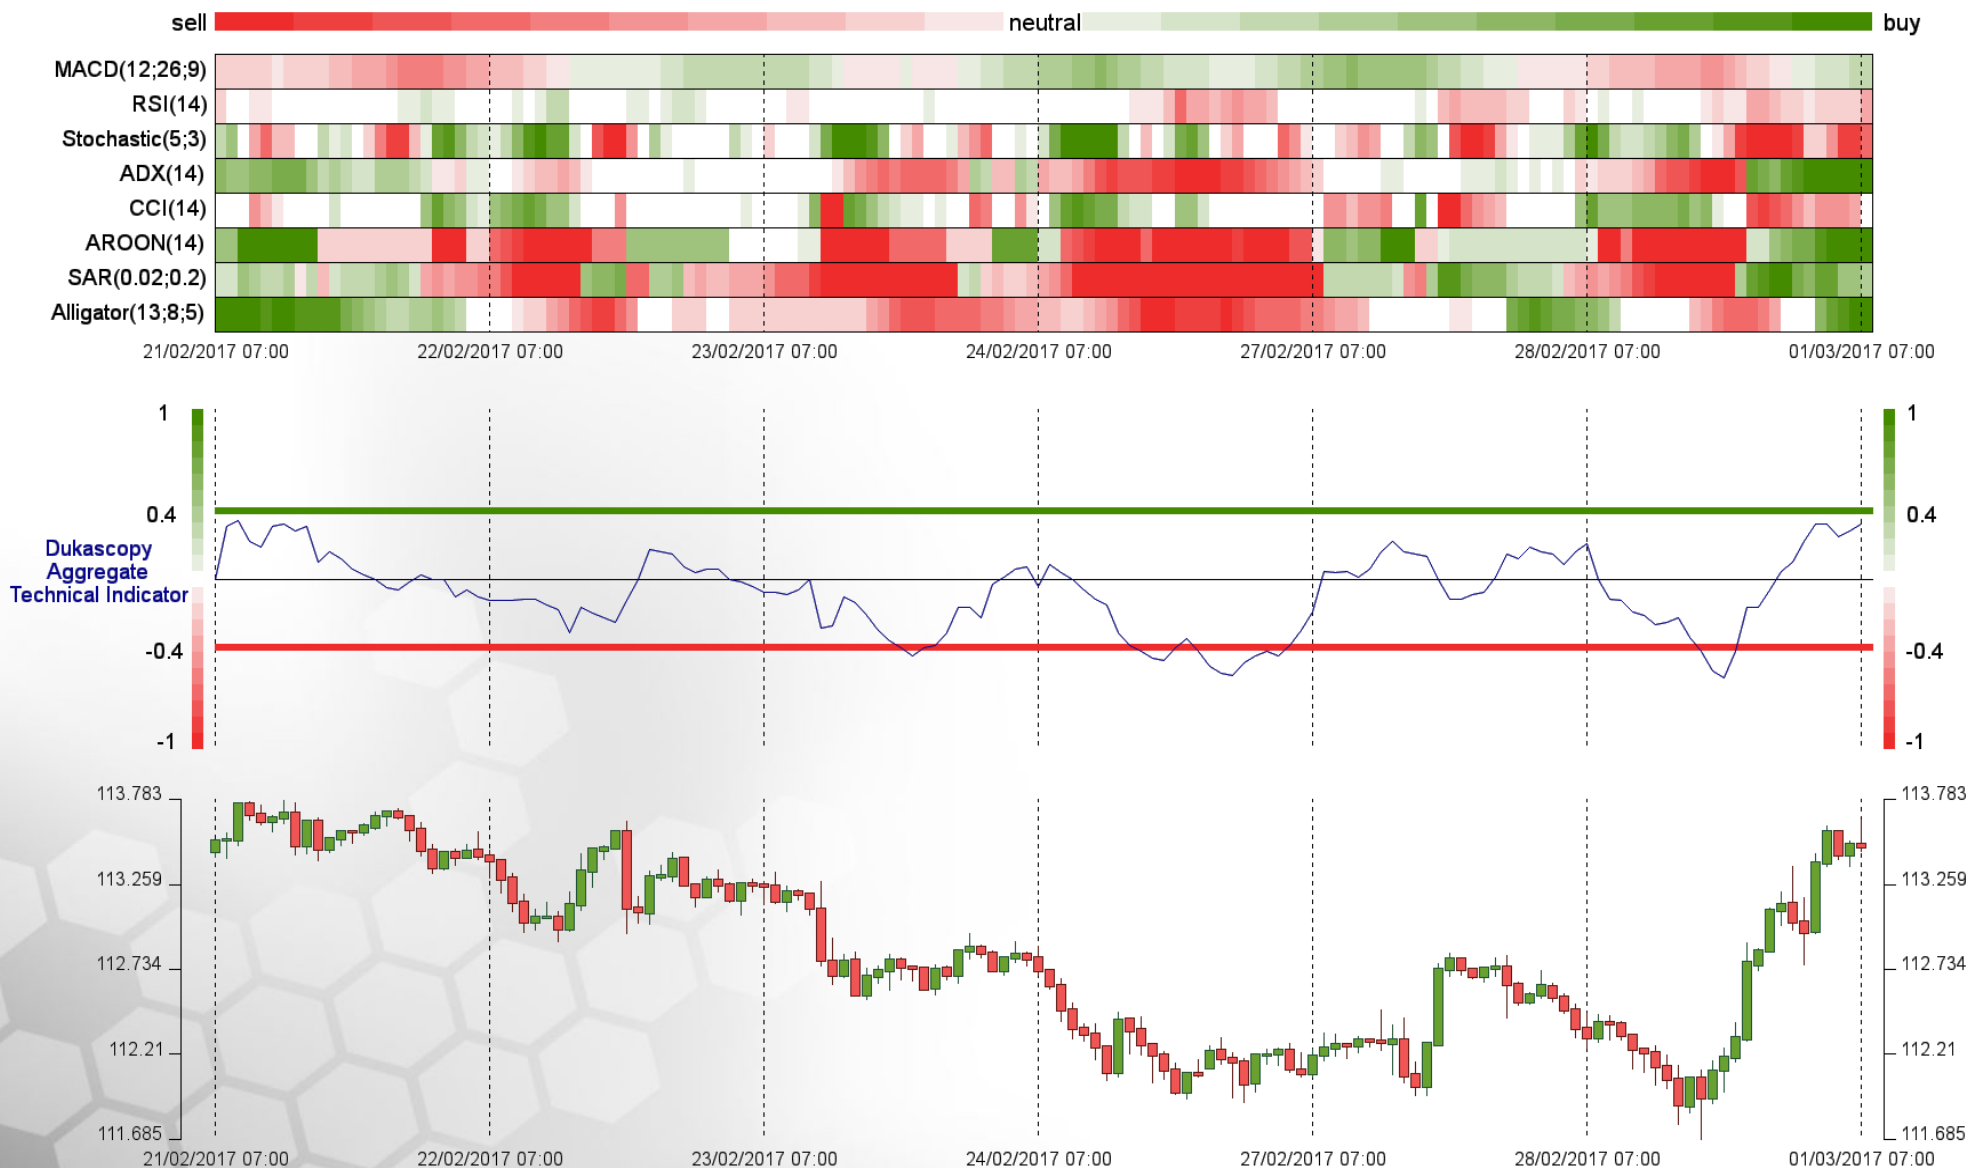 sell neutral buy
MACD(12;26;9)
RSI(14)
Stochastic(5;3)
ADX(14)
CCI(14)
AROON(14)
SAR(0.02;0.2)
Alligator(13;8;5)
21/02/2017 07:00 22/02/2017 07:00 23/02/2017 07:00 24/02/2017 07:00 27/02/2017 07:00 28/02/2017 07:00 01/03/2017 07:00
1 1
0.4 0.4
Dukascopy
Aggregate
Technical Indicator
-0.4 -0.4
-1 -1
113.783 113.783
113.259 113.259
112.734 112.734
112.21 112.21
111.685 111.685
21/02/2017 07:00 22/02/2017 07:00 23/02/2017 07:00 24/02/2017 07:00 27/02/2017 07:00 28/02/2017 07:00 01/03/2017 07:00